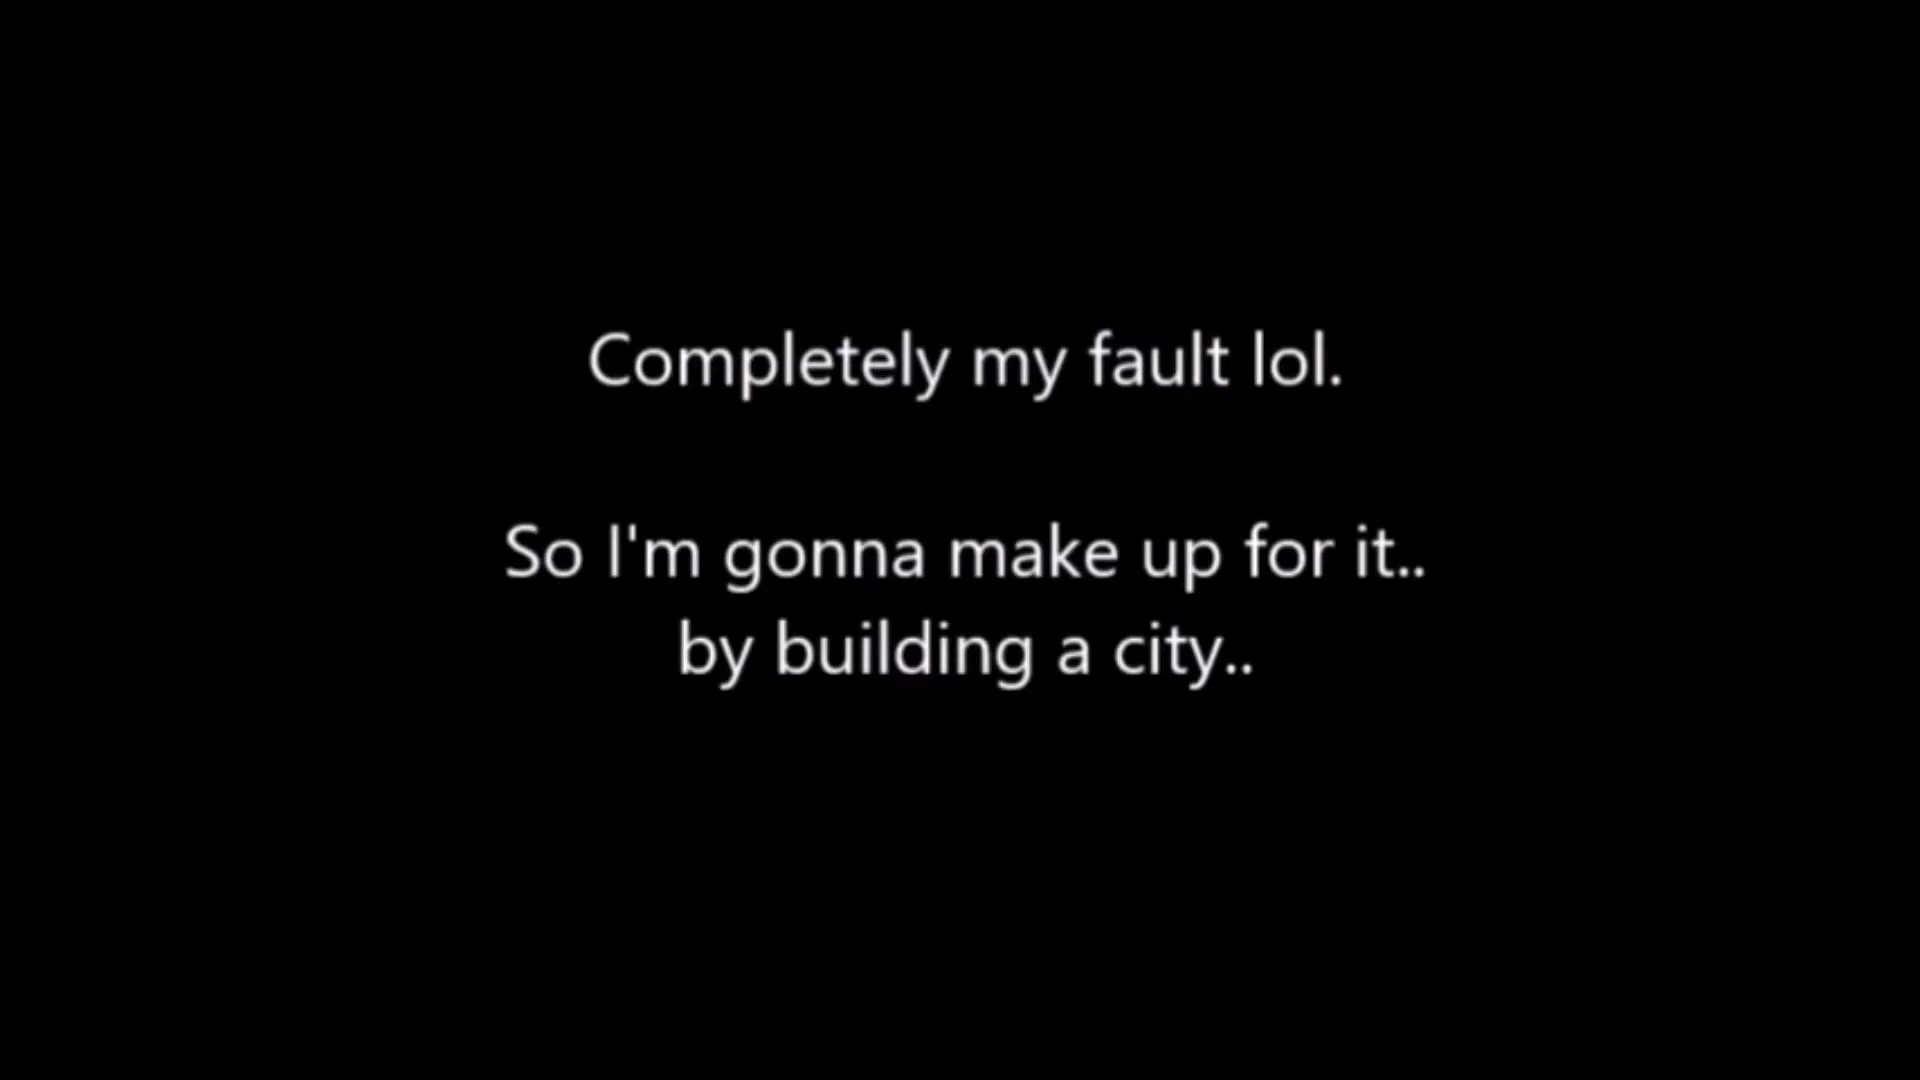 Completely my fault lol.
So I'm gonna make up for it..
by building a city..